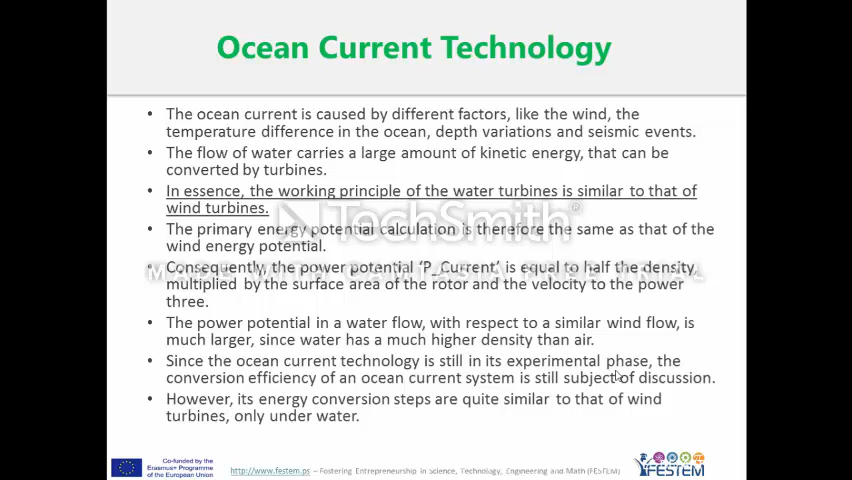 Ocean Current Technology
• The ocean current is caused by different factors, like the wind, the
temperature difference in the ocean, depth variations and seismic events.
• The flow of water carries a large amount of kinetic energy, that can be
converted by turbines.
• In essence, the working principle of the water turbines is similar to that of
wind turbines.
TechSmith®
• The primary energy potential calculation is therefore the same as that of the
wind energy potential.
MADE WITH CAMTASIA FREE TRIAL
• Consequently, the power potential ‘P_Current’ is equal to half the density,
multiplied by the surface area of the rotor and the velocity to the power
three.
• The power potential in a water flow, with respect to a similar wind flow, is
much larger, since water has a much higher density than air.
• Since the ocean current technology is still in its experimental phase, the
conversion efficiency of an ocean current system is still subject of discussion.
• However, its energy conversion steps are quite similar to that of wind
turbines, only under water.
Co-funded by the
Erasmus+ Programme
of the European Union
http://www.festem.ps – Fostering Entrepreneurship in Science, Technology, Engineering and Math (FESTEM)
FESTEM